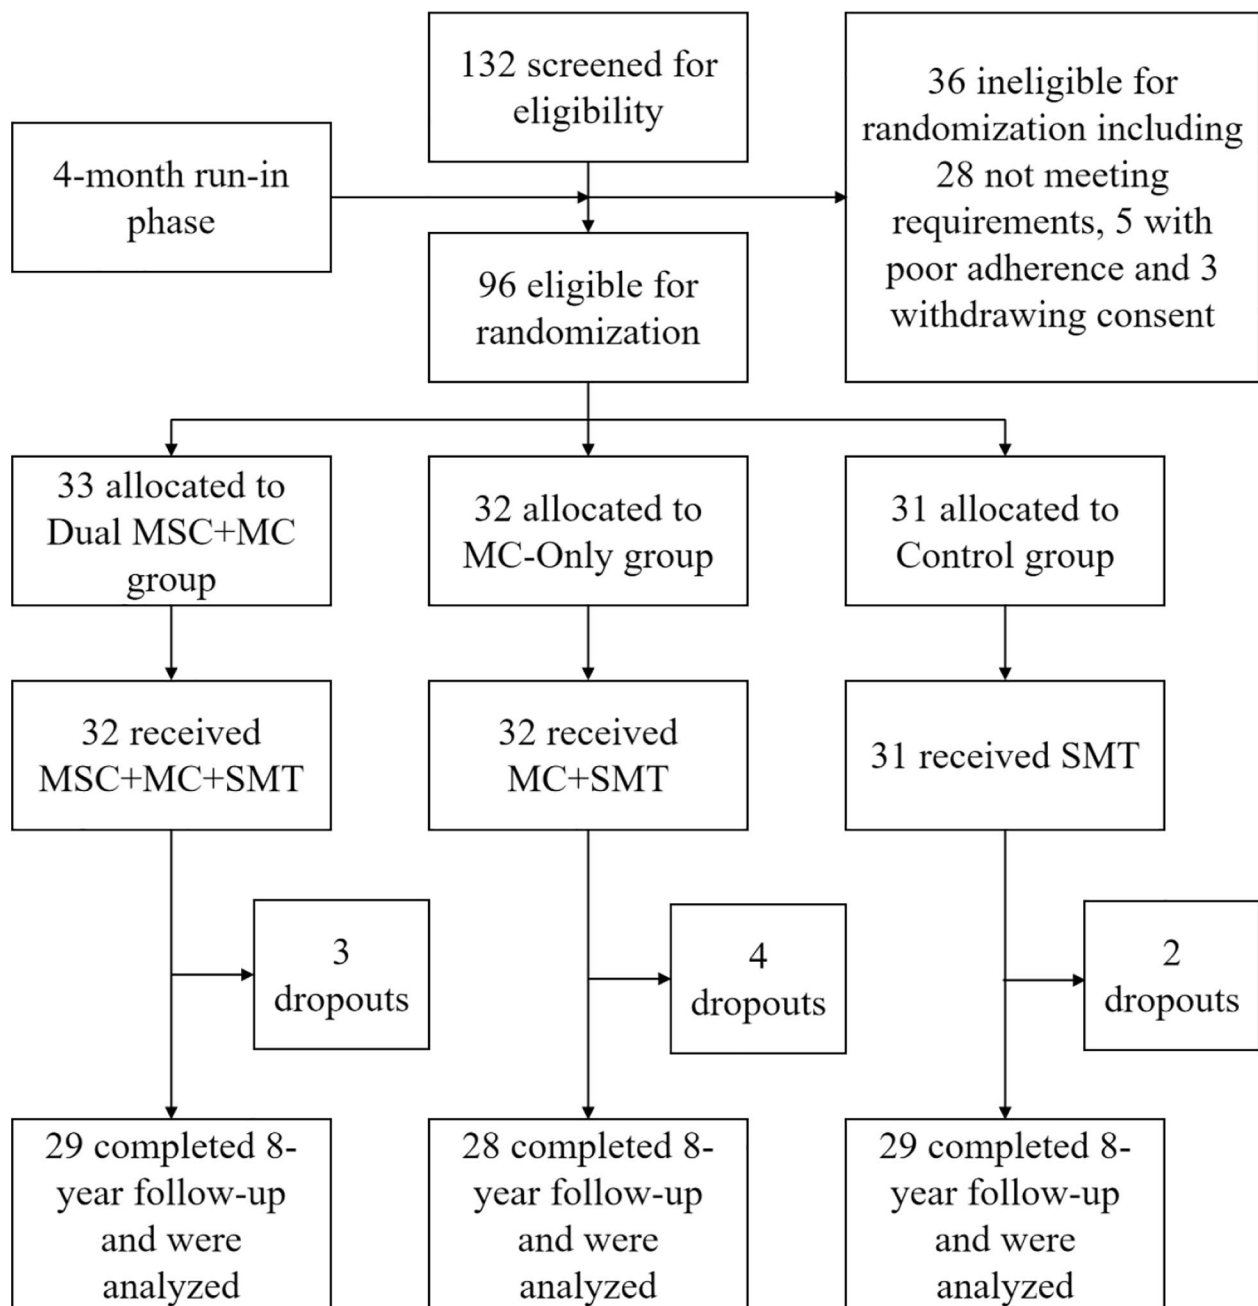 132 screened for
eligibility
36 ineligible for
randomization including
28 not meeting
requirements, 5 with
poor adherence and 3
withdrawing consent
4-month run-in
phase
96 eligible for
randomization
33 allocated to
Dual MSC+MC
group
32 allocated to
MC-Only group
31 allocated to
Control group
32 received
MSC+MC+SMT
32 received
MC+SMT
31 received SMT
3
dropouts
4
dropouts
2
dropouts
29 completed 8-
year follow-up
and were
analyzed
28 completed 8-
year follow-up
and were
analyzed
29 completed 8-
year follow-up
and were
analyzed